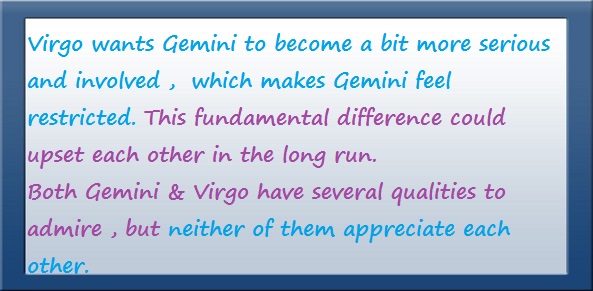 Virgo wants Gemini to become a bit more serious
and involved ,  which makes Gemini feel
restricted. This fundamental difference could
upset each other in the long run.
Both Gemini & Virgo have several qualities to
admire , but neither of them appreciate each
other.